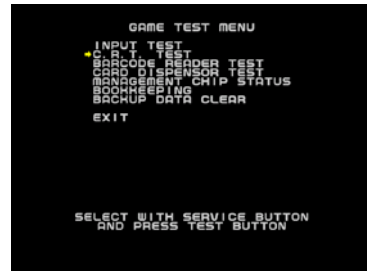 GAME TEST MENU
INPUT TEST
C.R.T. TEST
BARCODE READER TEST
CARD DISPENSOR TEST
MANAGEMENT CHIP STATUS
BOOKKEEPING
BACKUP DATA CLEAR
EXIT
SELECT WITH SERVICE BUTTON
AND PRESS TEST BUTTON